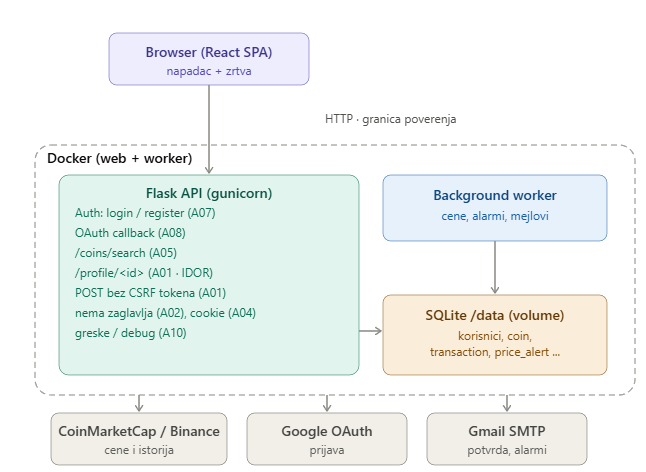 Browser (React SPA)
napadac + zrtva
HTTP · granica poverenja
Docker (web + worker)
Flask API (gunicorn)
Auth: login / register (A07)
OAuth callback (A08)
/coins/search (A05)
/profile/<id> (A01 · IDOR)
POST bez CSRF tokena (A01)
nema zaglavlja (A02), cookie (A04)
greske / debug (A10)
Background worker
cene, alarmi, mejlovi
SQLite /data (volume)
korisnici, coin,
transaction, price_alert ...
CoinMarketCap / Binance
cene i istorija
Google OAuth
prijava
Gmail SMTP
potvrda, alarmi